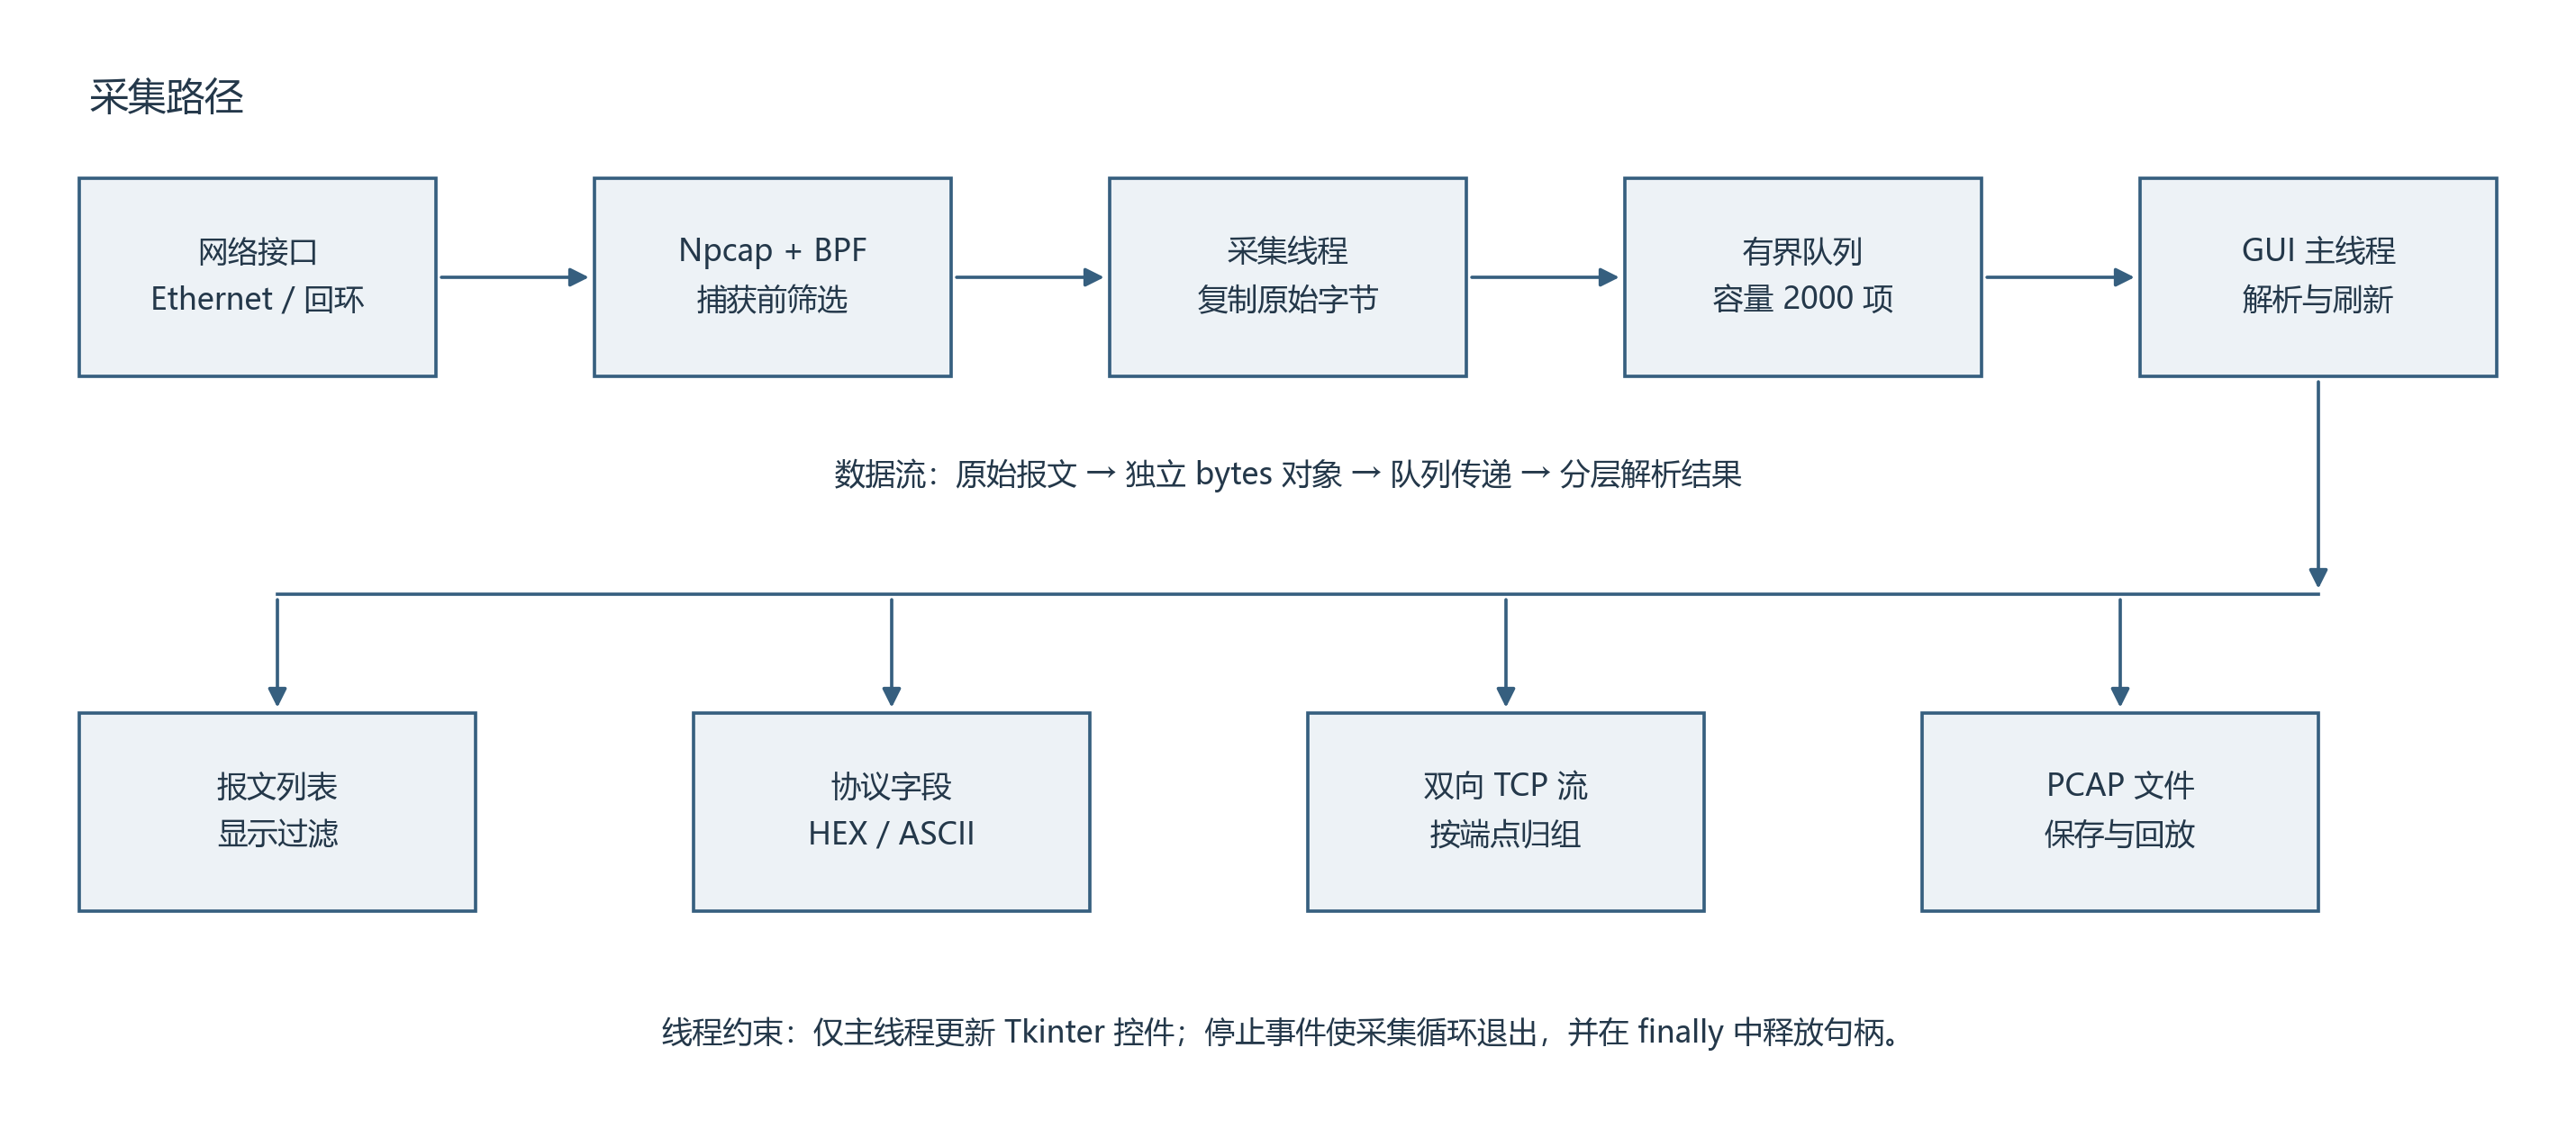 采集路径
网络接口
Ethernet / 回环
Npcap + BPF
捕获前筛选
采集线程
复制原始字节
有界队列
容量 2000 项
GUI 主线程
解析与刷新
数据流：原始报文 → 独立 bytes 对象 → 队列传递 → 分层解析结果
报文列表
显示过滤
协议字段
HEX / ASCII
双向 TCP 流
按端点归组
PCAP 文件
保存与回放
线程约束：仅主线程更新 Tkinter 控件；停止事件使采集循环退出，并在 finally 中释放句柄。